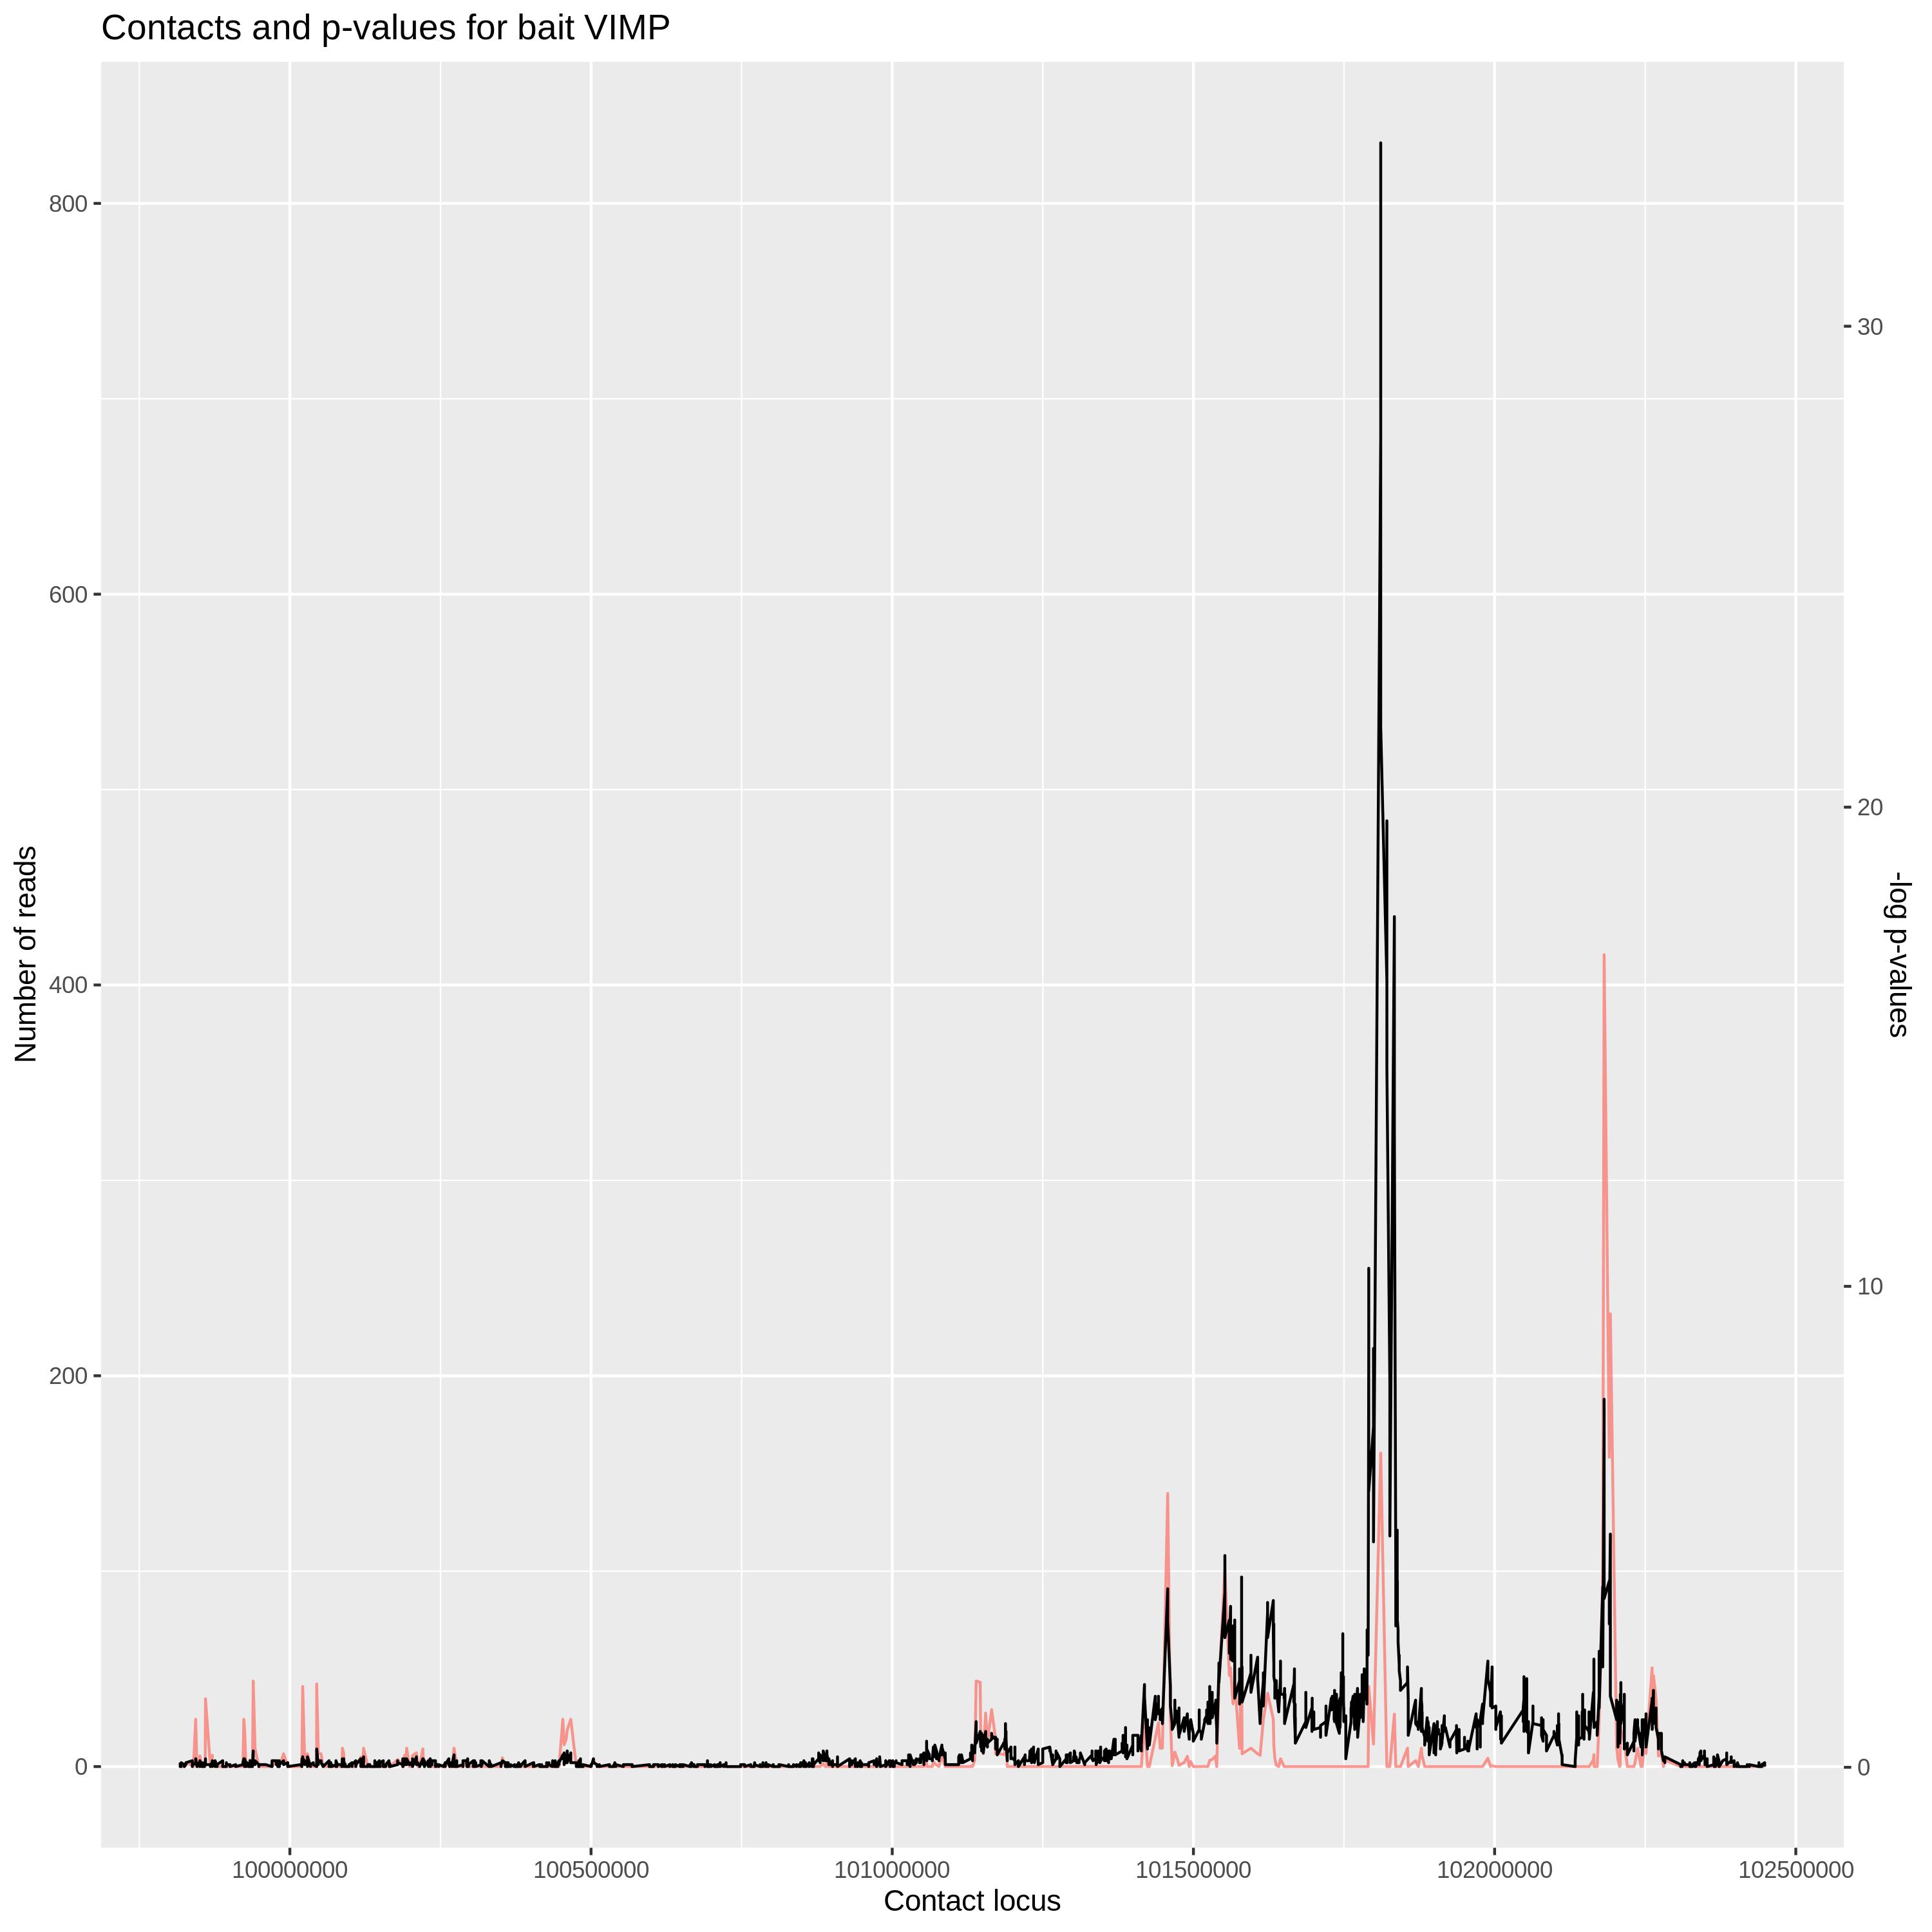 Contacts and p-values for bait VIMP
800
600
400
200
0
Number of reads
30
20
10
0
-log p-values
100000000 100500000 101000000 101500000 102000000 102500000
Contact locus